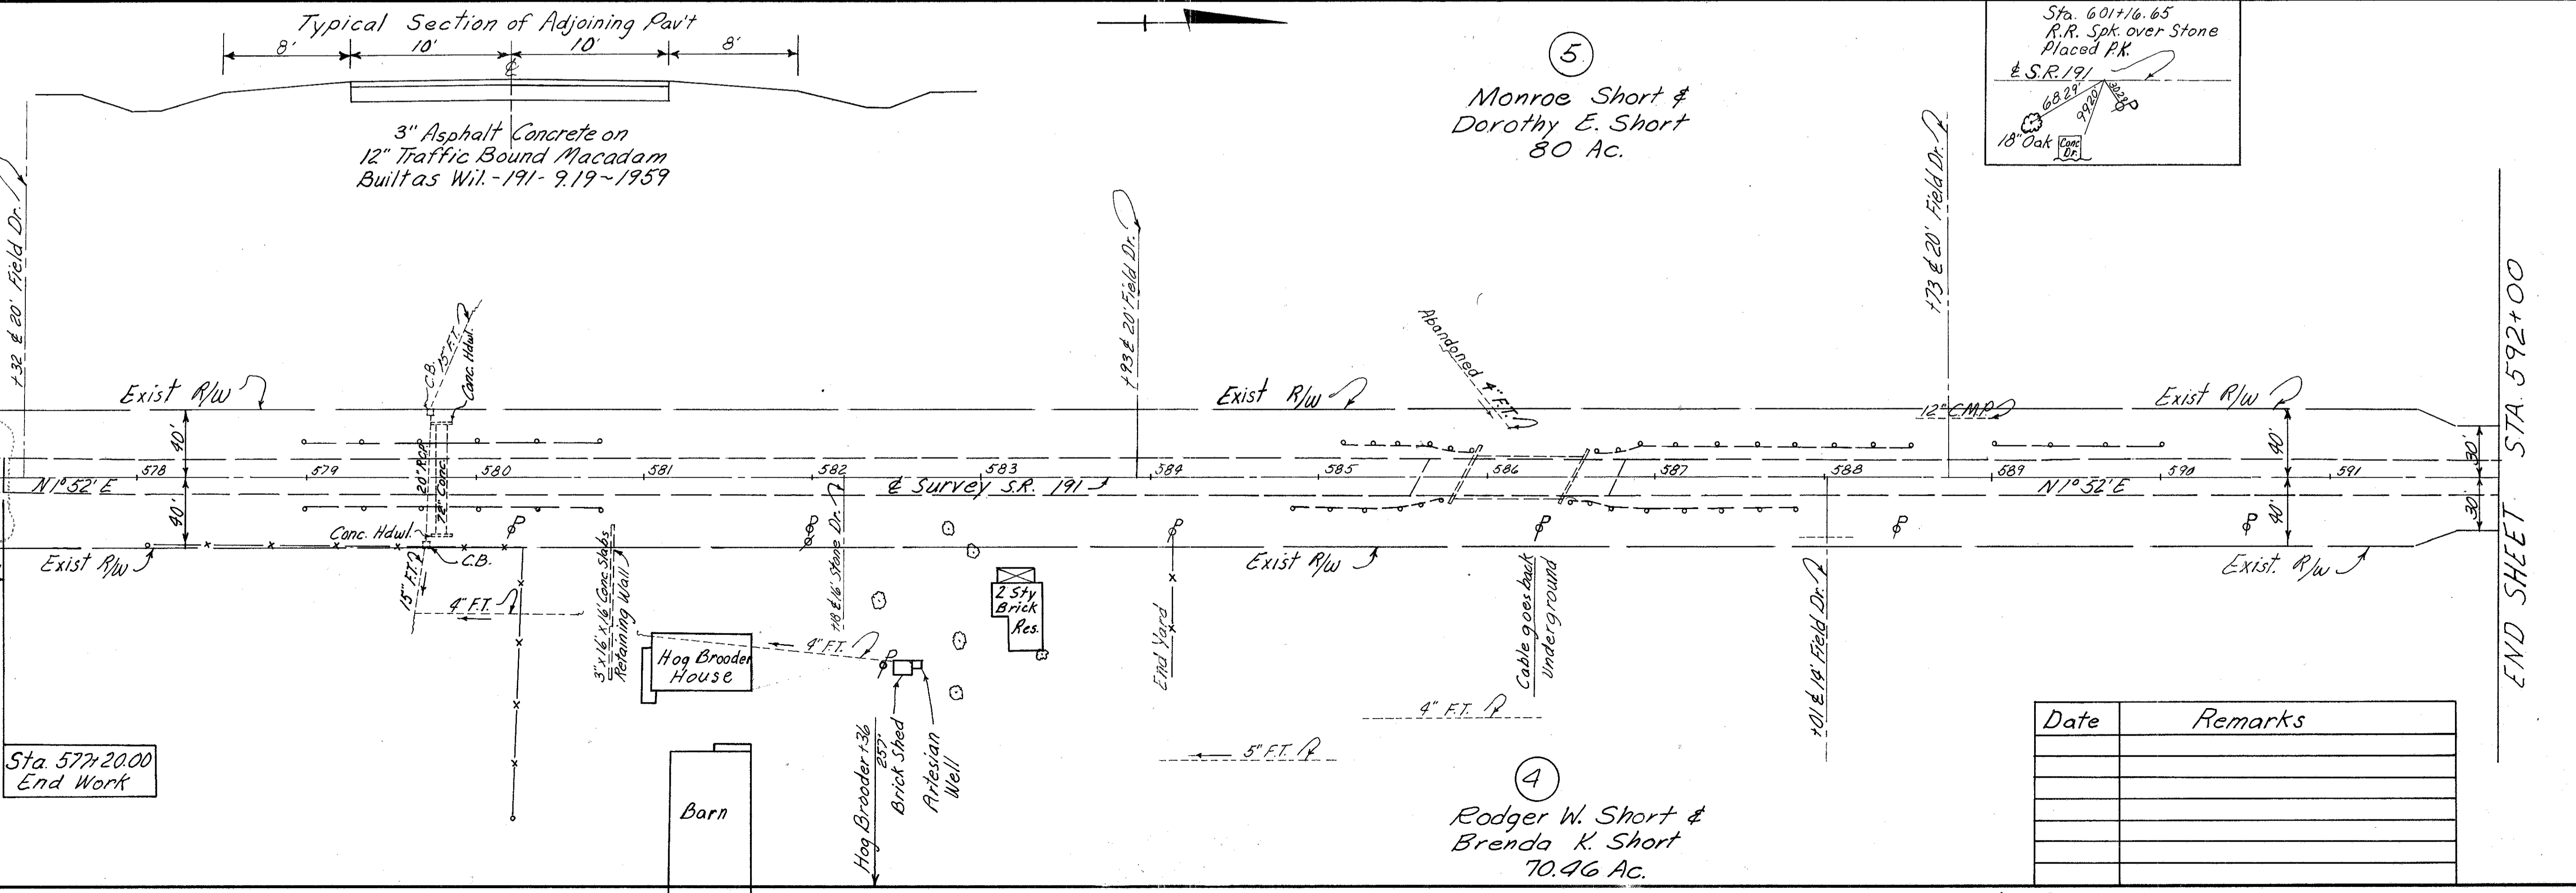 Typical Section of Adjoining Pav't
8'
10'
10'
8'
℄
3" Asphalt Concrete on
12" Traffic Bound Macadam
Built as Wil.-191-9.19~1959
5
Monroe Short &
Dorothy E. Short
80 Ac.
Sta. 601+16.65
R.R. Spk. over Stone
Placed P.K.
℄ S.R. 191
68.29'
99.20'
30.29'
18" Oak
Conc
Dr.
+32 ℄ 20' Field Dr.
C.B.
15" F.T.
Conc. Hdwl.
+93 ℄ 20' Field Dr.
Abandoned 4" F.T.
+73 ℄ 20' Field Dr.
12" C.M.P.
END SHEET STA. 592+00
Exist R/W
Exist R/W
Exist R/W
40'
40'
30'
578
579
580
581
582
583
584
585
586
587
588
589
590
591
20" RCP
72" Conc.
N 1° 52' E
℄ Survey S.R. 191
N 1° 52' E
40'
40'
30'
Conc. Hdwl.
C.B.
Exist R/W
Exist R/W
Exist. R/W
15" F.T.
4" F.T.
3" x 16' x 16' Conc Slabs
Retaining Wall
+18 ℄ 16' Stone Dr.
2 Sty
Brick
Res.
End Yard
Cable goes back
Underground
+01 ℄ 14' Field Dr.
Hog Brooder
House
4" F.T.
4" F.T.
5" F.T.
Hog Brooder +36
257'
Brick Shed
Artesian
Well
Barn
Sta. 577+20.00
End Work
4
Rodger W. Short &
Brenda K. Short
70.46 Ac.
Date
Remarks